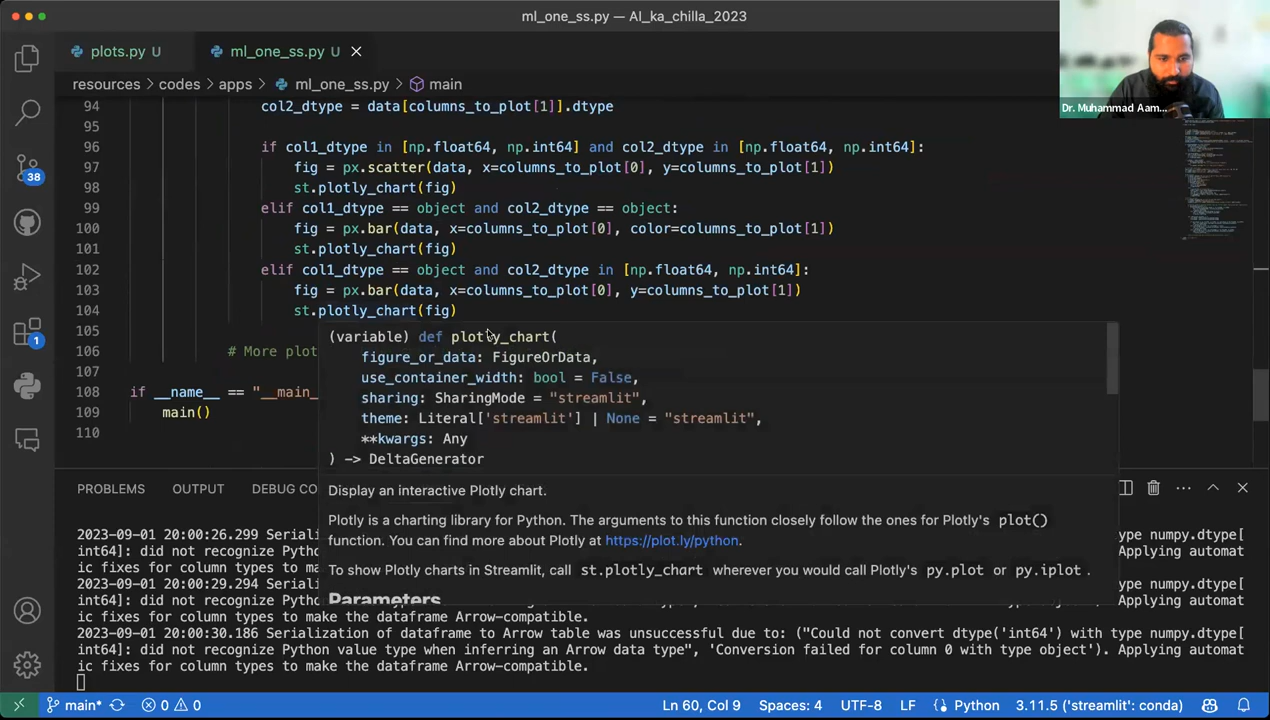 ml_one_ss.py — AI_ka_chilla_2023
plots.py U
ml_one_ss.py U
resources > codes > apps > ml_one_ss.py > main
Dr. Muhammad Aam...
94 col2_dtype = data[columns_to_plot[1]].dtype
95
96 if col1_dtype in [np.float64, np.int64] and col2_dtype in [np.float64, np.int64]:
97 fig = px.scatter(data, x=columns_to_plot[0], y=columns_to_plot[1])
98 st.plotly_chart(fig)
99 elif col1_dtype == object and col2_dtype == object:
100 fig = px.bar(data, x=columns_to_plot[0], color=columns_to_plot[1])
101 st.plotly_chart(fig)
102 elif col1_dtype == object and col2_dtype in [np.float64, np.int64]:
103 fig = px.bar(data, x=columns_to_plot[0], y=columns_to_plot[1])
104 st.plotly_chart(fig)
105
106 # More plot
107
108 if __name__ == "__main_
109 main()
110
(variable) def plotly_chart(
figure_or_data: FigureOrData,
use_container_width: bool = False,
sharing: SharingMode = "streamlit",
theme: Literal['streamlit'] | None = "streamlit",
**kwargs: Any
) -> DeltaGenerator
Display an interactive Plotly chart.
Plotly is a charting library for Python. The arguments to this function closely follow the ones for Plotly's plot()
function. You can find more about Plotly at https://plot.ly/python.
To show Plotly charts in Streamlit, call st.plotly_chart wherever you would call Plotly's py.plot or py.iplot.
Parameters
38
1
PROBLEMS OUTPUT DEBUG CO
2023-09-01 20:00:26.299 Seriali
ype numpy.dtype[
int64]: did not recognize Pytho
Applying automat
ic fixes for column types to ma
2023-09-01 20:00:29.294 Seriali
ype numpy.dtype[
int64]: did not recognize Pytho
Applying automat
ic fixes for column types to make the dataframe Arrow-compatible.
2023-09-01 20:00:30.186 Serialization of dataframe to Arrow table was unsuccessful due to: ("Could not convert dtype('int64') with type numpy.dtype[
int64]: did not recognize Python value type when inferring an Arrow data type", 'Conversion failed for column 0 with type object'). Applying automat
ic fixes for column types to make the dataframe Arrow-compatible.
main* 0 0 Ln 60, Col 9 Spaces: 4 UTF-8 LF Python 3.11.5 ('streamlit': conda)